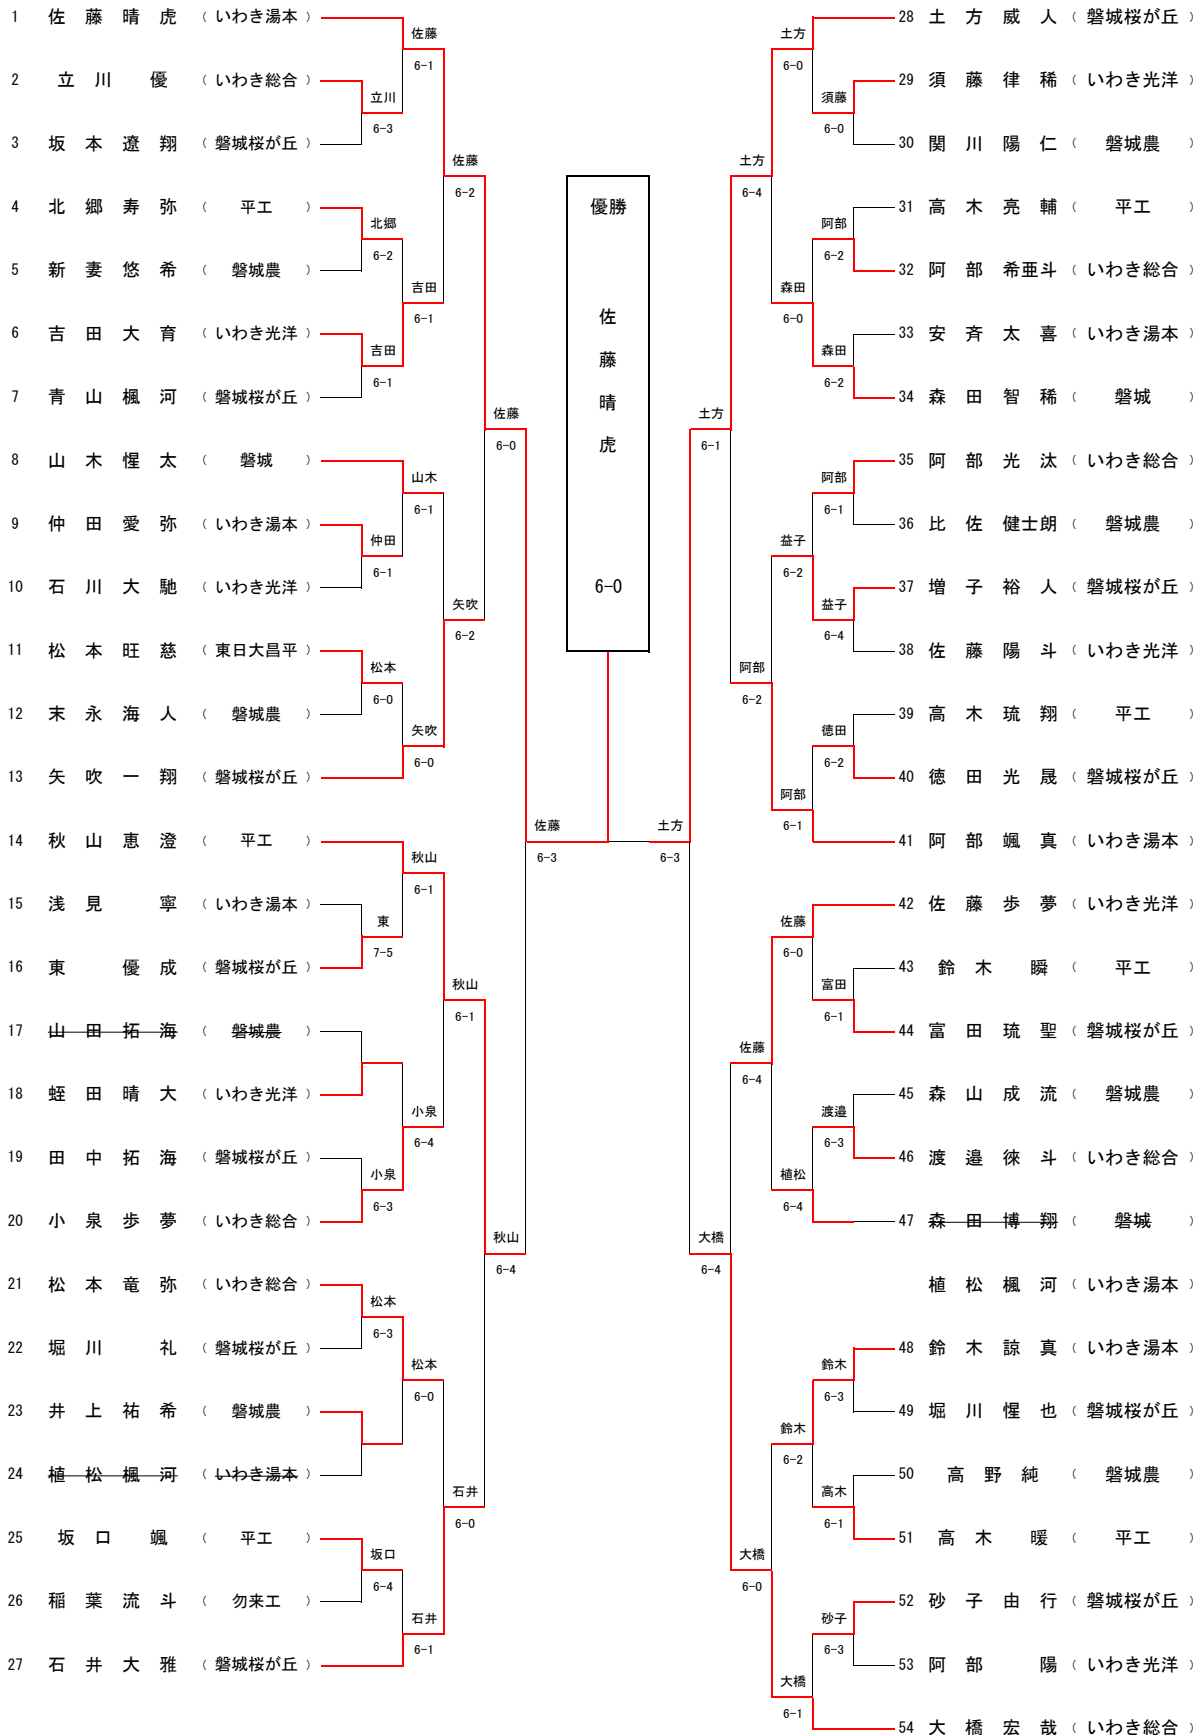 1 佐藤晴虎 (いわき湯本)
2 立川優 (いわき総合)
3 坂本遼翔 (磐城桜が丘)
4 北郷寿弥 (平工)
5 新妻悠希 (磐城農)
6 吉田大育 (いわき光洋)
7 青山楓河 (磐城桜が丘)
8 山木惺太 (磐城)
9 仲田愛弥 (いわき湯本)
10 石川大馳 (いわき光洋)
11 松本旺慈 (東日大昌平)
12 末永海人 (磐城農)
13 矢吹一翔 (磐城桜が丘)
14 秋山恵澄 (平工)
15 浅見寧 (いわき湯本)
16 東優成 (磐城桜が丘)
17 山田拓海 (磐城農)
18 蛭田晴大 (いわき光洋)
19 田中拓海 (磐城桜が丘)
20 小泉歩夢 (いわき総合)
21 松本竜弥 (いわき総合)
22 堀川礼 (磐城桜が丘)
23 井上祐希 (磐城農)
24 植松楓河 (いわき湯本)
25 坂口颯 (平工)
26 稲葉流斗 (勿来工)
27 石井大雅 (磐城桜が丘)
立川
6-3
北郷
6-2
吉田
6-1
仲田
6-1
松本
6-0
東
7-5
小泉
6-3
松本
6-3
坂口
6-4
佐藤
6-1
吉田
6-1
山木
6-1
矢吹
6-0
秋山
6-1
小泉
6-4
松本
6-0
石井
6-1
佐藤
6-2
矢吹
6-2
秋山
6-1
石井
6-0
佐藤
6-0
秋山
6-4
佐藤
6-3
優勝
佐
藤
晴
虎
6-0
土方
6-3
土方
6-1
大橋
6-4
土方
6-4
阿部
6-2
佐藤
6-4
大橋
6-0
土方
6-0
森田
6-0
益子
6-2
阿部
6-1
佐藤
6-0
植松
6-4
鈴木
6-2
大橋
6-1
須藤
6-0
阿部
6-2
森田
6-2
阿部
6-1
益子
6-4
徳田
6-2
富田
6-1
渡邉
6-3
鈴木
6-3
高木
6-1
砂子
6-3
28 土方威人 (磐城桜が丘)
29 須藤律稀 (いわき光洋)
30 関川陽仁 (磐城農)
31 高木亮輔 (平工)
32 阿部希亜斗 (いわき総合)
33 安斉太喜 (いわき湯本)
34 森田智稀 (磐城)
35 阿部光汰 (いわき総合)
36 比佐健士朗 (磐城農)
37 増子裕人 (磐城桜が丘)
38 佐藤陽斗 (いわき光洋)
39 高木琉翔 (平工)
40 徳田光晟 (磐城桜が丘)
41 阿部颯真 (いわき湯本)
42 佐藤歩夢 (いわき光洋)
43 鈴木瞬 (平工)
44 富田琉聖 (磐城桜が丘)
45 森山成流 (磐城農)
46 渡邉徠斗 (いわき総合)
47 森田博翔 (磐城)
植松楓河 (いわき湯本)
48 鈴木諒真 (いわき湯本)
49 堀川惺也 (磐城桜が丘)
50 高野純 (磐城農)
51 高木暖 (平工)
52 砂子由行 (磐城桜が丘)
53 阿部陽 (いわき光洋)
54 大橋宏哉 (いわき総合)